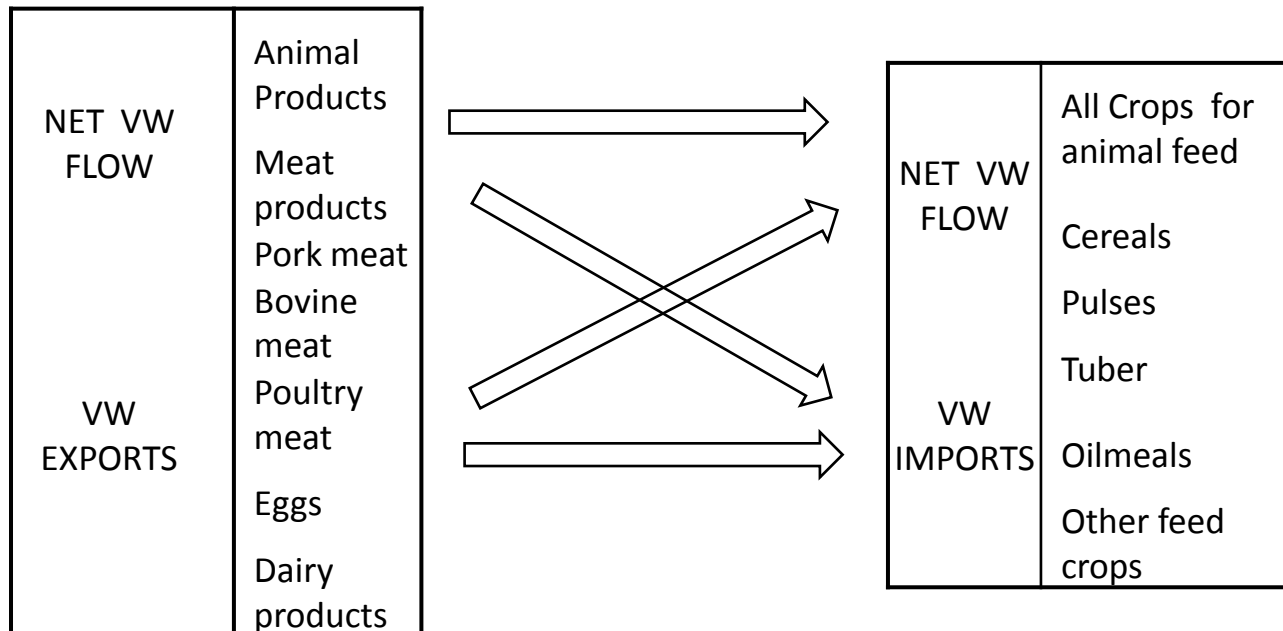 NET VW
FLOW
VW
EXPORTS
Animal
Products
Meat
products
Pork meat
Bovine
meat
Poultry
meat
Eggs
Dairy
products
NET VW
FLOW
VW
IMPORTS
All Crops for
animal feed
Cereals
Pulses
Tuber
Oilmeals
Other feed
crops